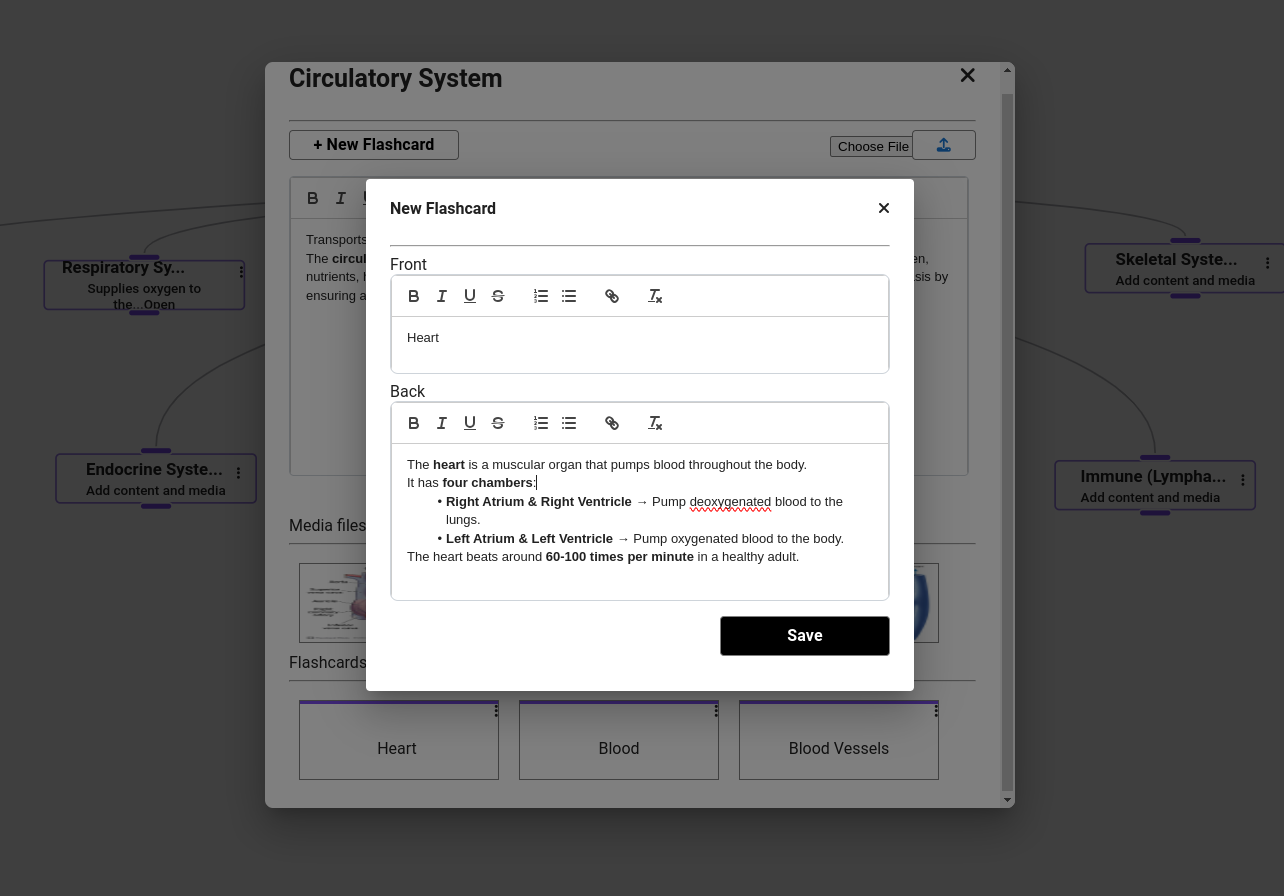 Circulatory System
+ New Flashcard
Choose File
Transports
The circul
nutrients, h
ensuring a
en,
sis by
Respiratory Sy...
Supplies oxygen to
the...Open
Skeletal Syste...
Add content and media
Endocrine Syste...
Add content and media
Immune (Lympha...
Add content and media
New Flashcard
Front
Heart
Back
The heart is a muscular organ that pumps blood throughout the body.
It has four chambers:
• Right Atrium & Right Ventricle → Pump deoxygenated blood to the
lungs.
• Left Atrium & Left Ventricle → Pump oxygenated blood to the body.
The heart beats around 60-100 times per minute in a healthy adult.
Save
Media files
Flashcards
Heart
Blood
Blood Vessels